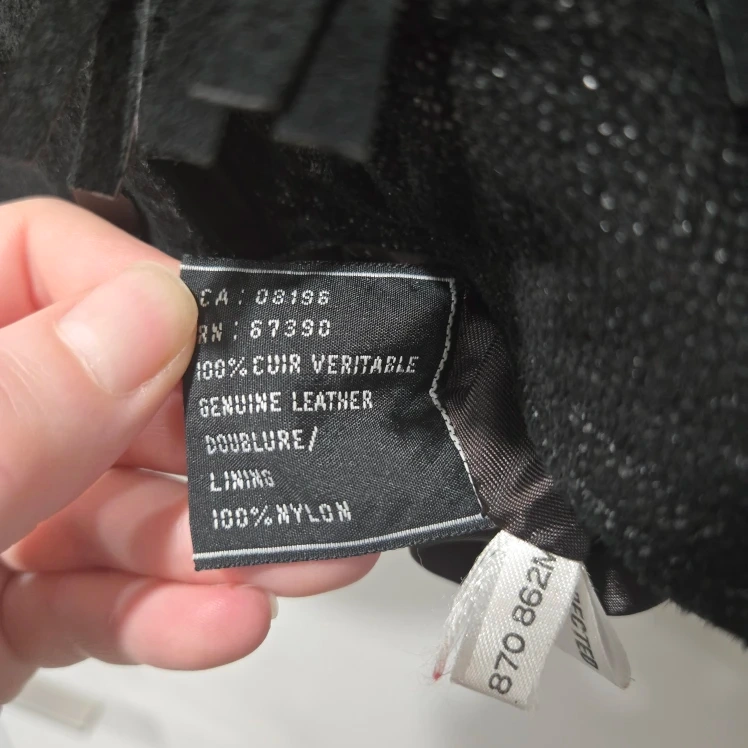 CA: 08196
RN: 67390
100% CUIR VERITABLE
GENUINE LEATHER
DOUBLURE/
LINING
100% NYLON
870 862M